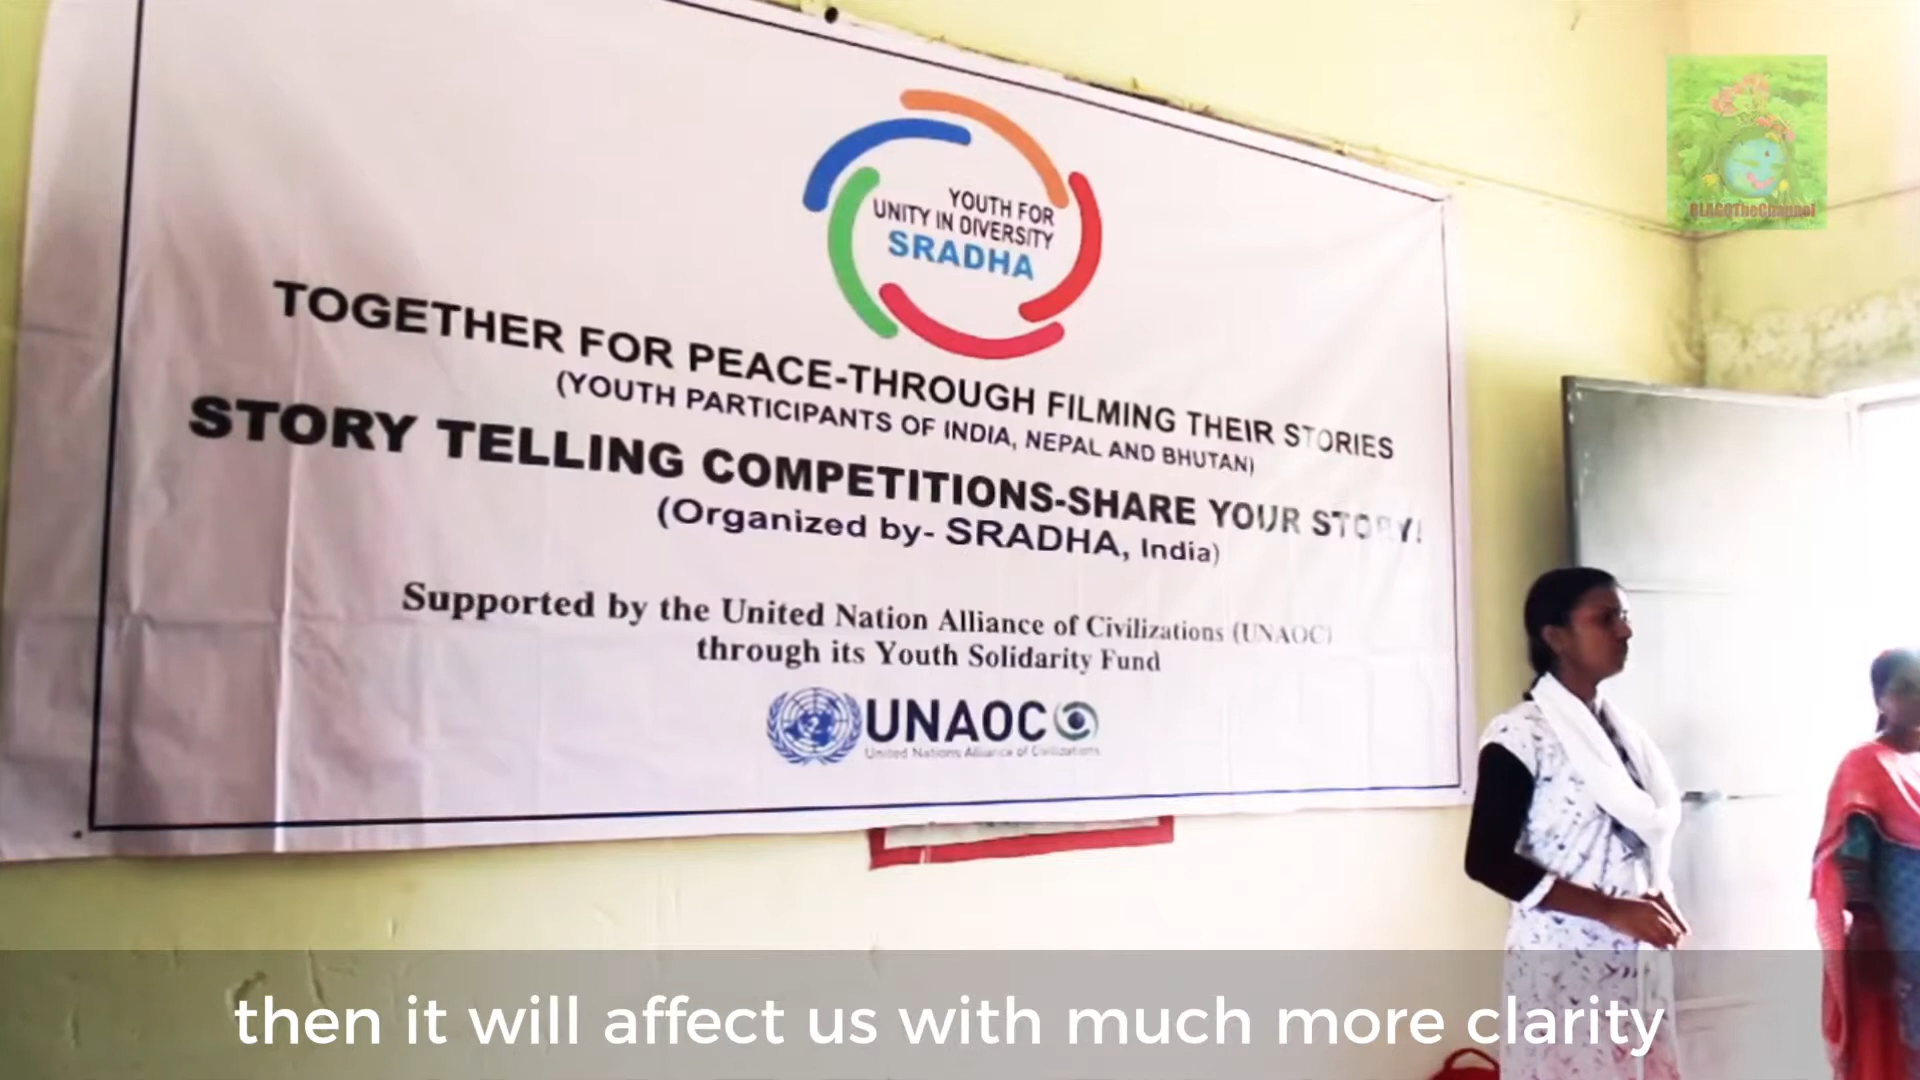 YOUTH FOR
UNITY IN DIVERSITY
SRADHA
TOGETHER FOR PEACE-THROUGH FILMING THEIR STORIES
(YOUTH PARTICIPANTS OF INDIA, NEPAL AND BHUTAN)
STORY TELLING COMPETITIONS-SHARE YOUR STORY!
(Organized by- SRADHA, India)
Supported by the United Nation Alliance of Civilizations (UNAOC)
through its Youth Solidarity Fund
UNAOC
United Nations Alliance of Civilizations
then it will affect us with much more clarity